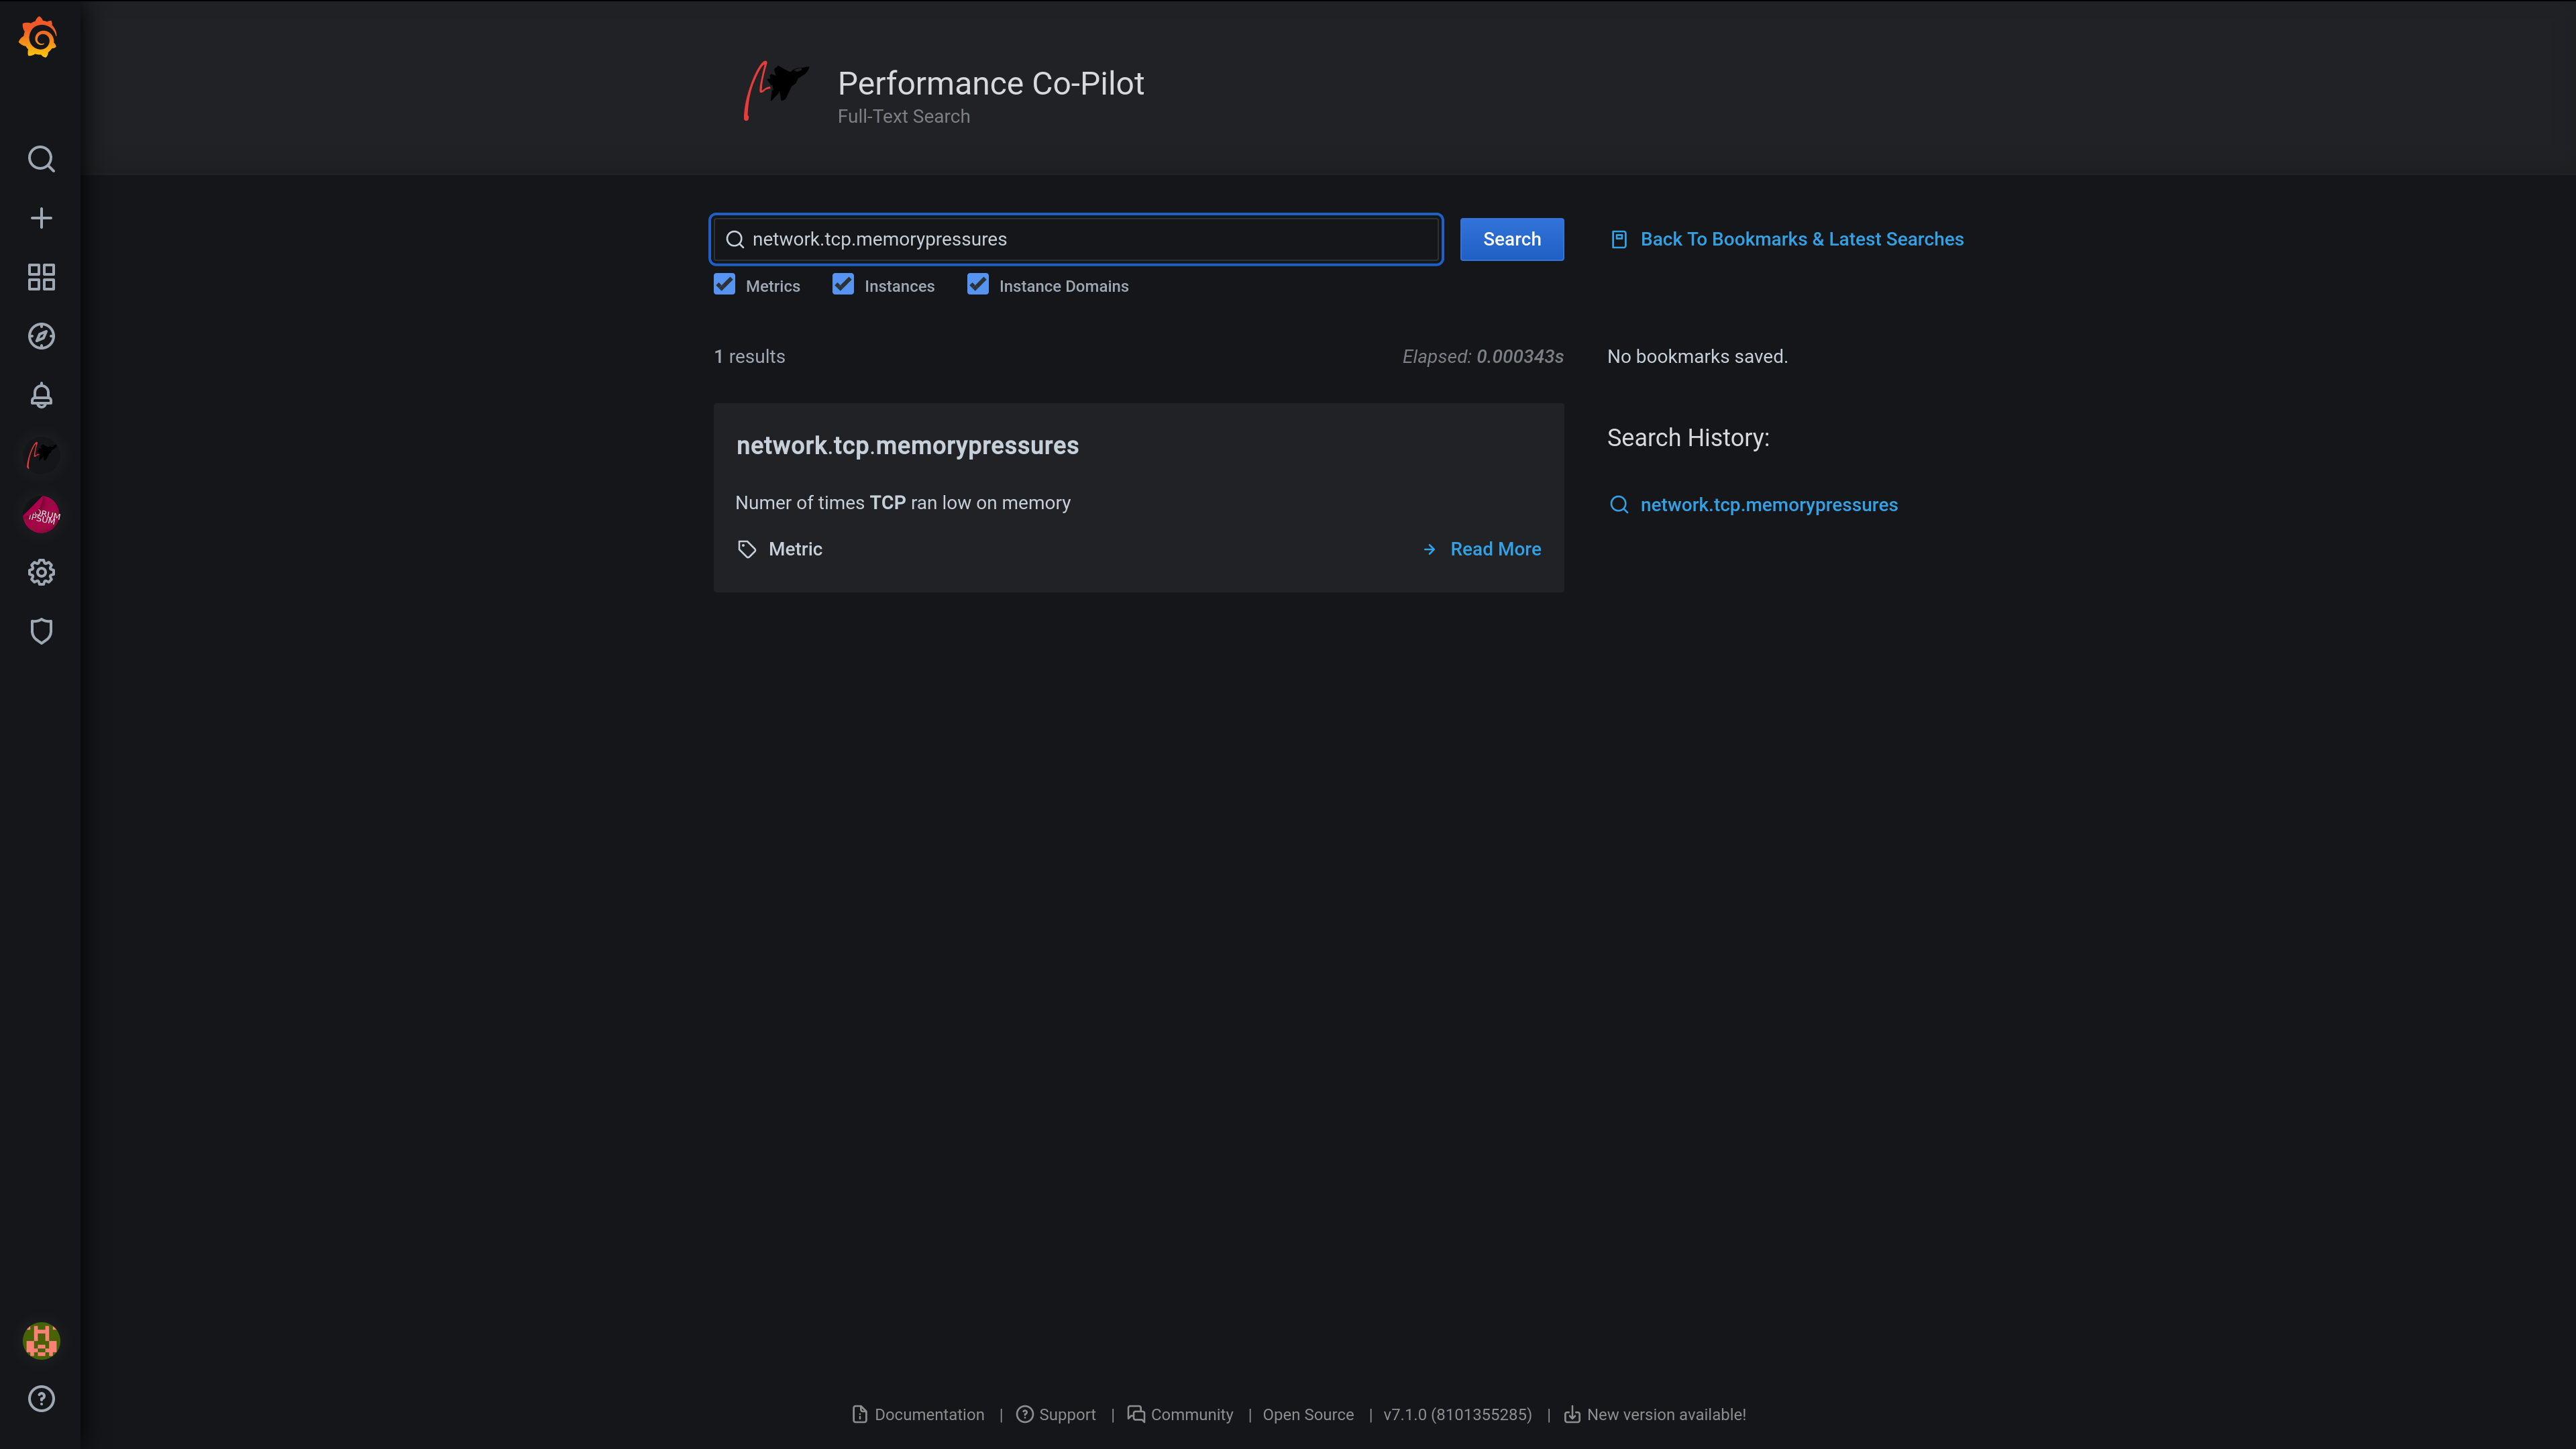 Performance Co-Pilot
Full-Text Search
network.tcp.memorypressures
Search
Back To Bookmarks & Latest Searches
Metrics
Instances
Instance Domains
1 results
Elapsed: 0.000343s
No bookmarks saved.
network.tcp.memorypressures
Numer of times TCP ran low on memory
Metric
Read More
Search History:
network.tcp.memorypressures
Documentation | Support | Community | Open Source | v7.1.0 (8101355285) | New version available!